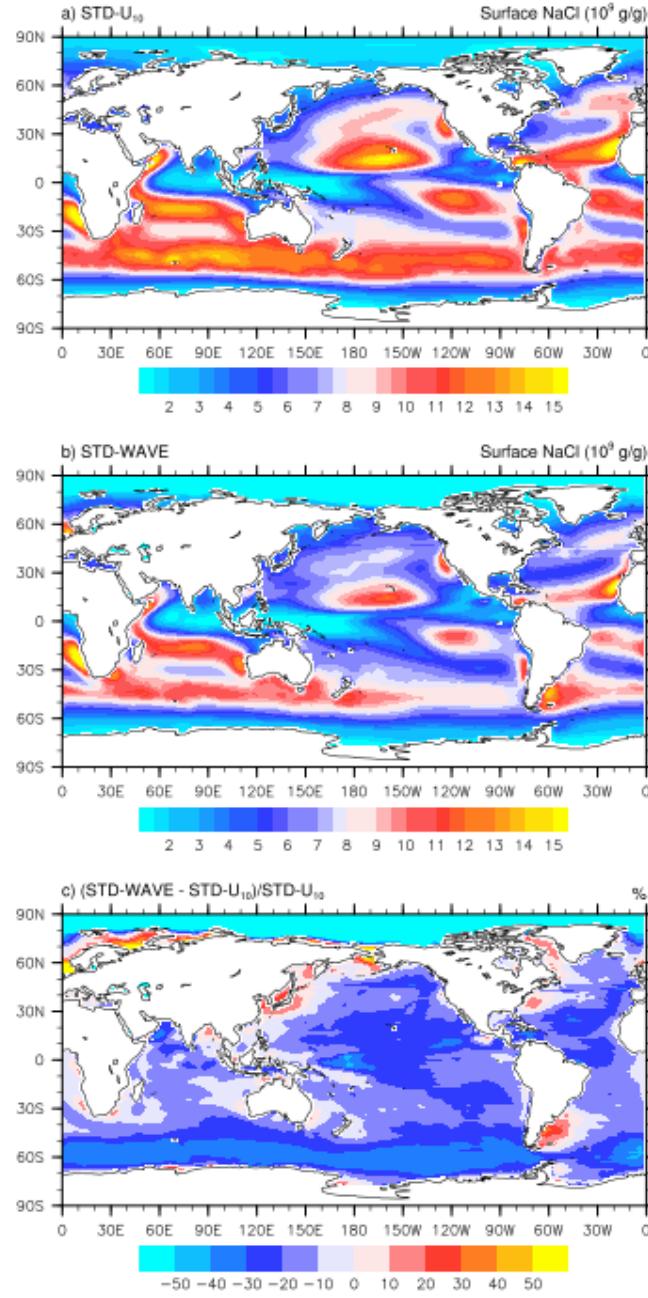 a) STD-U10 Surface NaCl (10^9 g/g)
90N
60N
30N
0
30S
60S
90S
0 30E 60E 90E 120E 150E 180 150W 120W 90W 60W 30W
2 3 4 5 6 7 8 9 10 11 12 13 14 15
b) STD-WAVE Surface NaCl (10^9 g/g)
90N
60N
30N
0
30S
60S
90S
0 30E 60E 90E 120E 150E 180 150W 120W 90W 60W 30W
2 3 4 5 6 7 8 9 10 11 12 13 14 15
c) (STD-WAVE - STD-U10)/STD-U10 %
90N
60N
30N
0
30S
60S
90S
0 30E 60E 90E 120E 150E 180 150W 120W 90W 60W 30W
-50 -40 -30 -20 -10 0 10 20 30 40 50